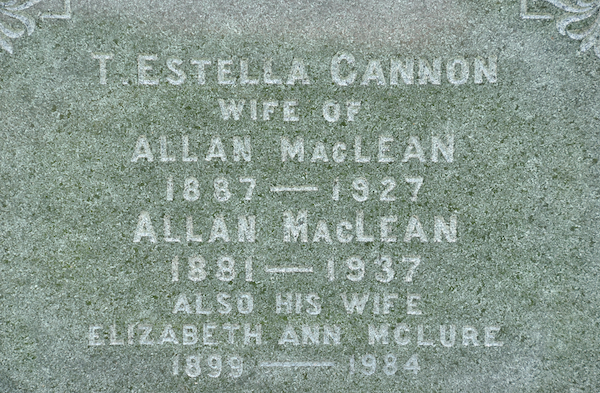 T. ESTELLA CANNON
WIFE OF
ALLAN MACLEAN
1887 — 1927
ALLAN MACLEAN
1881 — 1937
ALSO HIS WIFE
ELIZABETH ANN MCLURE
1899 — 1984